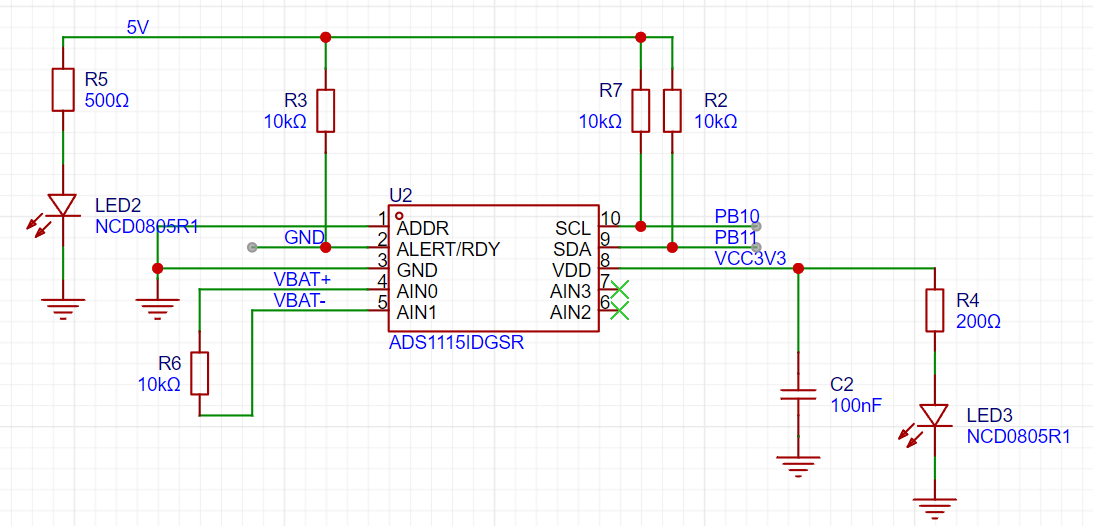 5V
R5
500Ω
R3
10kΩ
R7
10kΩ
R2
10kΩ
LED2
NCD0805R1
U2
1
ADDR
GND
2
ALERT/RDY
3
GND
VBAT+
4
AIN0
VBAT-
5
AIN1
SCL
10
PB10
SDA
9
PB11
VDD
8
VCC3V3
AIN3
7
AIN2
6
ADS1115IDGSR
R6
10kΩ
R4
200Ω
C2
100nF
LED3
NCD0805R1